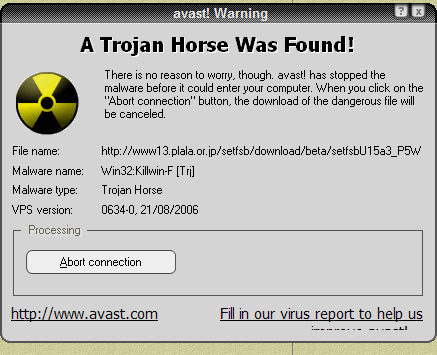 avast! Warning
A Trojan Horse Was Found!
There is no reason to worry, though. avast! has stopped the
malware before it could enter your computer. When you click on the
"Abort connection" button, the download of the dangerous file will
be canceled.
File name: http://www13.plala.or.jp/setfsb/download/beta/setfsbU15a3_P5W
Malware name: Win32:Killwin-F [Trj]
Malware type: Trojan Horse
VPS version: 0634-0, 21/08/2006
Processing
Abort connection
http://www.avast.com Fill in our virus report to help us
improve avast!